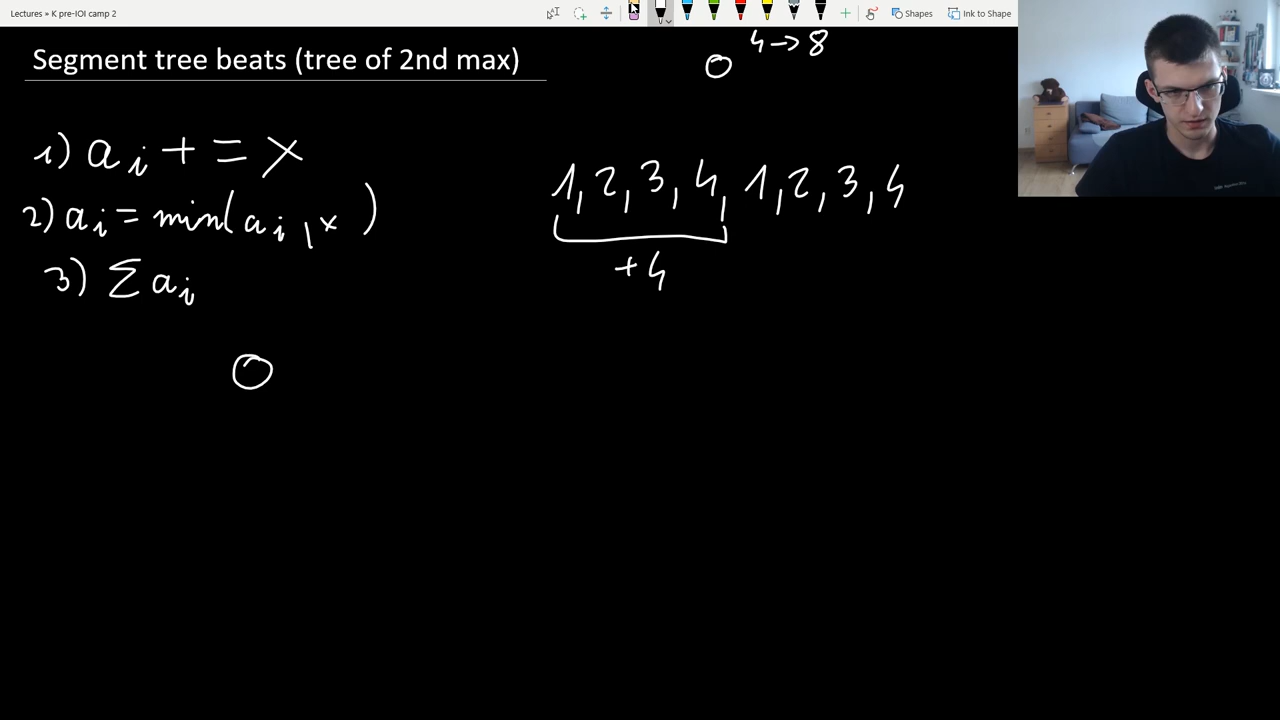 Lectures » K pre-IOI camp 2
Shapes
Ink to Shape
Segment tree beats (tree of 2nd max)
4→8
1) a_i += x
2) a_i = min(a_i, x)
3) Σ a_i
1, 2, 3, 4, 1, 2, 3, 4
+4